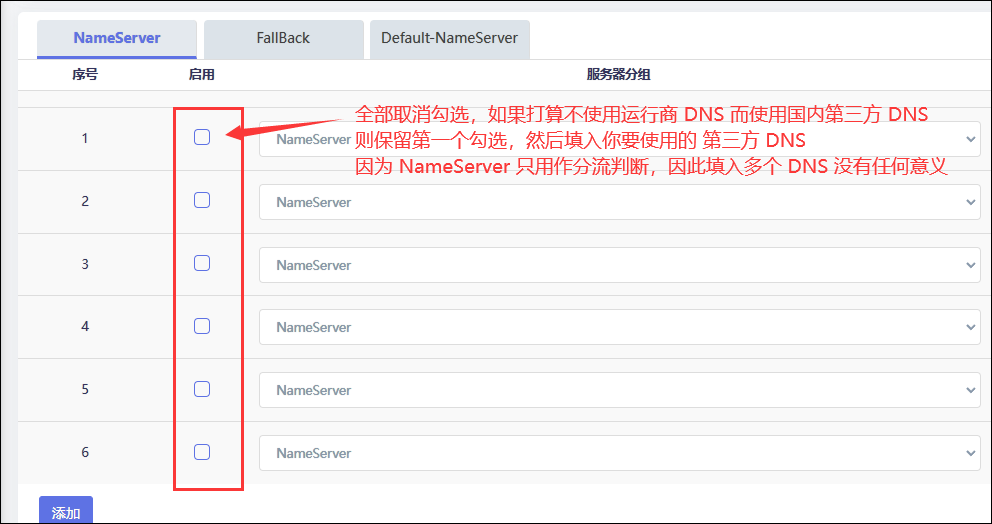 NameServer
FallBack
Default-NameServer
序号
启用
服务器分组
全部取消勾选，如果打算不使用运行商 DNS 而使用国内第三方 DNS
则保留第一个勾选，然后填入你要使用的 第三方 DNS
因为 NameServer 只用作分流判断，因此填入多个 DNS 没有任何意义
1
NameServer
2
NameServer
3
NameServer
4
NameServer
5
NameServer
6
NameServer
添加